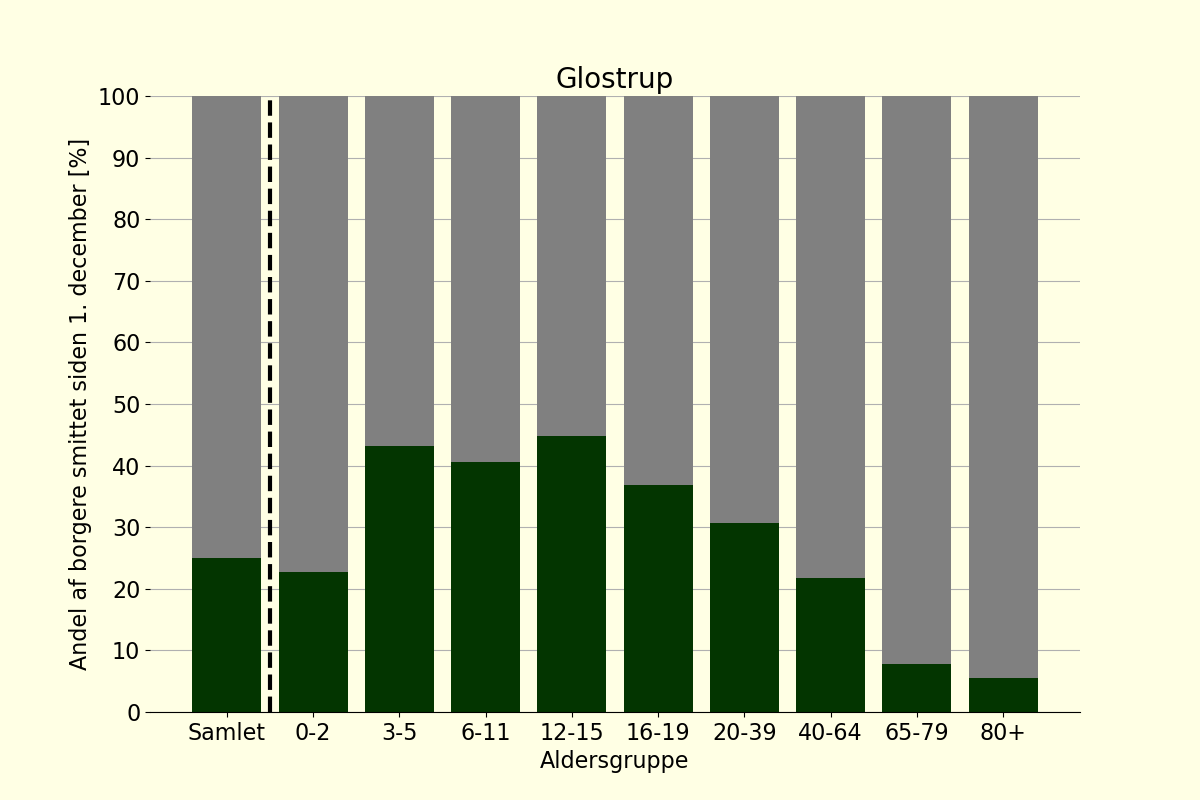 Glostrup
Andel af borgere smittet siden 1. december [%]
100
90
80
70
60
50
40
30
20
10
0
Samlet 0-2 3-5 6-11 12-15 16-19 20-39 40-64 65-79 80+
Aldersgruppe